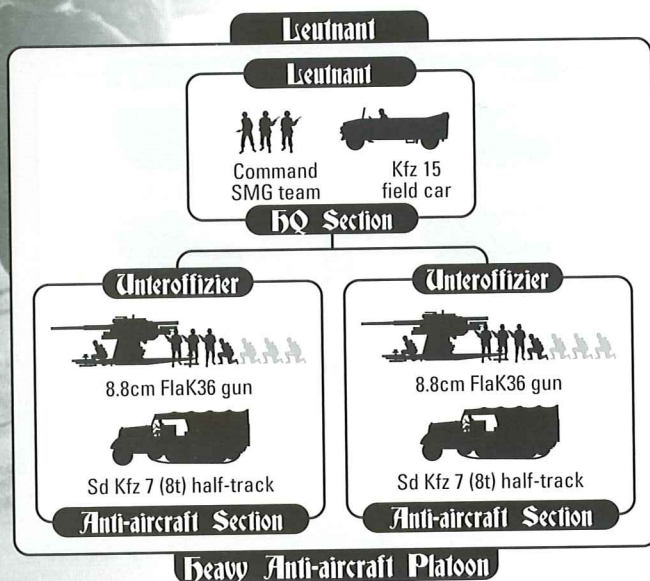 Leutnant
Leutnant
Command
SMG team
Kfz 15
field car
HQ Section
Unteroffizier
8.8cm FlaK36 gun
Sd Kfz 7 (8t) half-track
Anti-aircraft Section
Unteroffizier
8.8cm FlaK36 gun
Sd Kfz 7 (8t) half-track
Anti-aircraft Section
Heavy Anti-aircraft Platoon